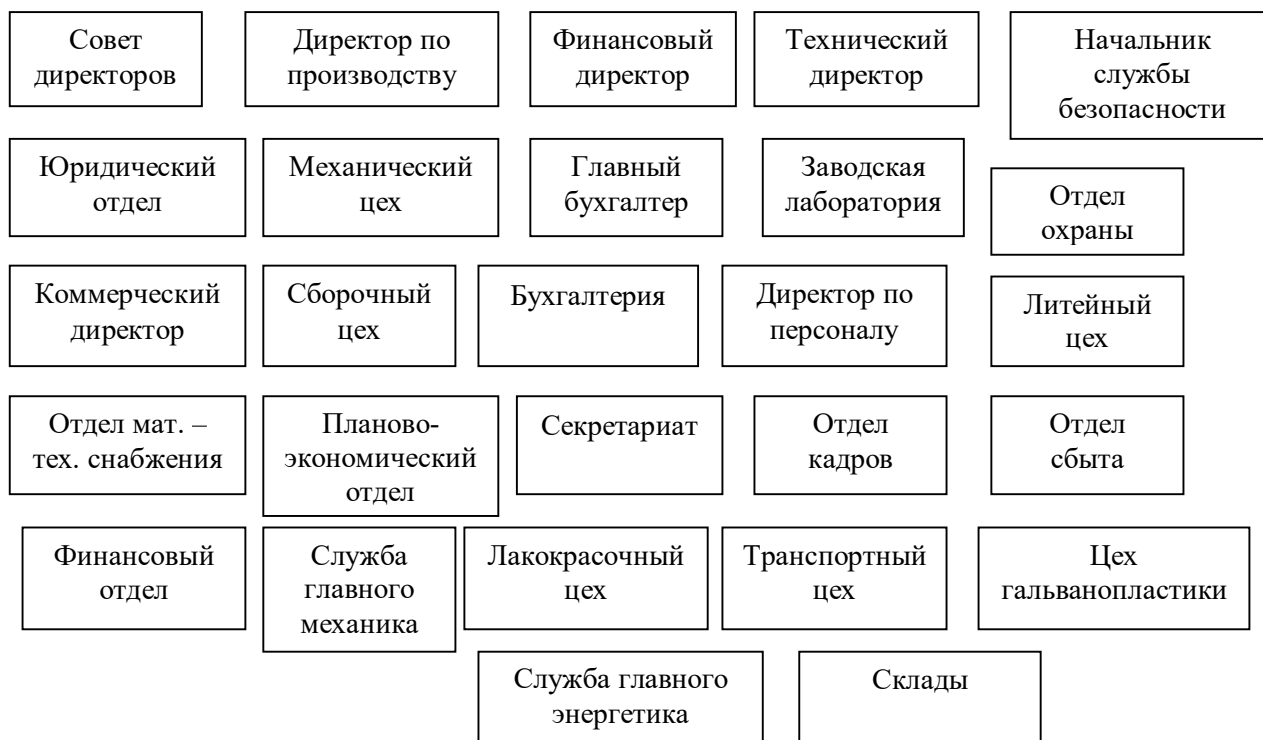 Совет
директоров
Директор по
производству
Финансовый
директор
Технический
директор
Начальник
службы
безопасности
Юридический
отдел
Механический
цех
Главный
бухгалтер
Заводская
лаборатория
Отдел
охраны
Коммерческий
директор
Сборочный
цех
Бухгалтерия
Директор по
персоналу
Литейный
цех
Отдел мат. –
тех. снабжения
Планово-
экономический
отдел
Секретариат
Отдел
кадров
Отдел
сбыта
Финансовый
отдел
Служба
главного
механика
Лакокрасочный
цех
Транспортный
цех
Цех
гальванопластики
Служба главного
энергетика
Склады